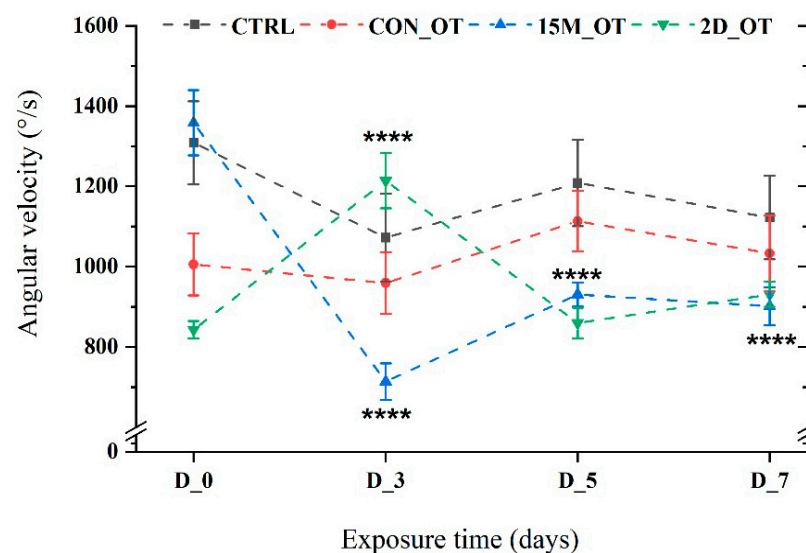 CTRL CON_OT 15M_OT 2D_OT
Angular velocity (°/s)
1600
1400
1200
1000
800
0
****
****
****
****
D_0 D_3 D_5 D_7
Exposure time (days)